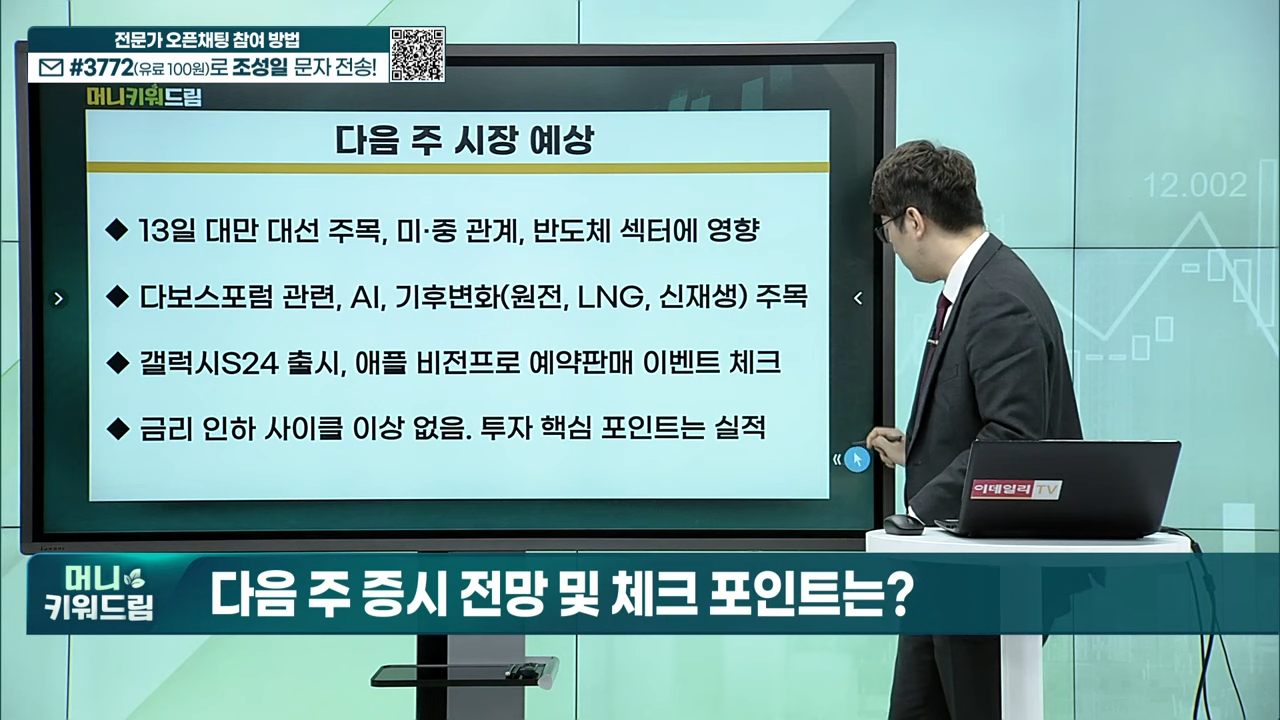 전문가 오픈채팅 참여 방법
#3772(유료 100원)로 조성일 문자 전송!
머니키워드림
다음 주 시장 예상
◆ 13일 대만 대선 주목, 미·중 관계, 반도체 섹터에 영향
◆ 다보스포럼 관련, AI, 기후변화(원전, LNG, 신재생) 주목
◆ 갤럭시S24 출시, 애플 비전프로 예약판매 이벤트 체크
◆ 금리 인하 사이클 이상 없음. 투자 핵심 포인트는 실적
12.002
이데일리TV
머니
키워드림
다음 주 증시 전망 및 체크 포인트는?